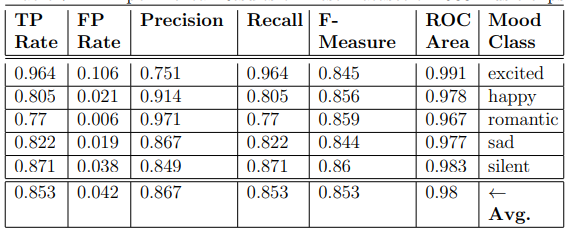 TP Rate FP Rate Precision Recall F-Measure ROC Area Mood Class
0.964 0.106 0.751 0.964 0.845 0.991 excited
0.805 0.021 0.914 0.805 0.856 0.978 happy
0.77 0.006 0.971 0.77 0.859 0.967 romantic
0.822 0.019 0.867 0.822 0.844 0.977 sad
0.871 0.038 0.849 0.871 0.86 0.983 silent
0.853 0.042 0.867 0.853 0.853 0.98 ← Avg.